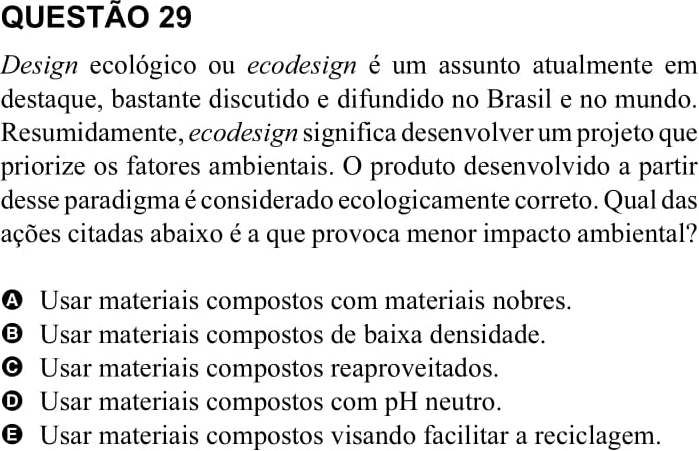 QUESTÃO 29
Design ecológico ou ecodesign é um assunto atualmente em
destaque, bastante discutido e difundido no Brasil e no mundo.
Resumidamente, ecodesign significa desenvolver um projeto que
priorize os fatores ambientais. O produto desenvolvido a partir
desse paradigma é considerado ecologicamente correto. Qual das
ações citadas abaixo é a que provoca menor impacto ambiental?
A Usar materiais compostos com materiais nobres.
B Usar materiais compostos de baixa densidade.
C Usar materiais compostos reaproveitados.
D Usar materiais compostos com pH neutro.
E Usar materiais compostos visando facilitar a reciclagem.